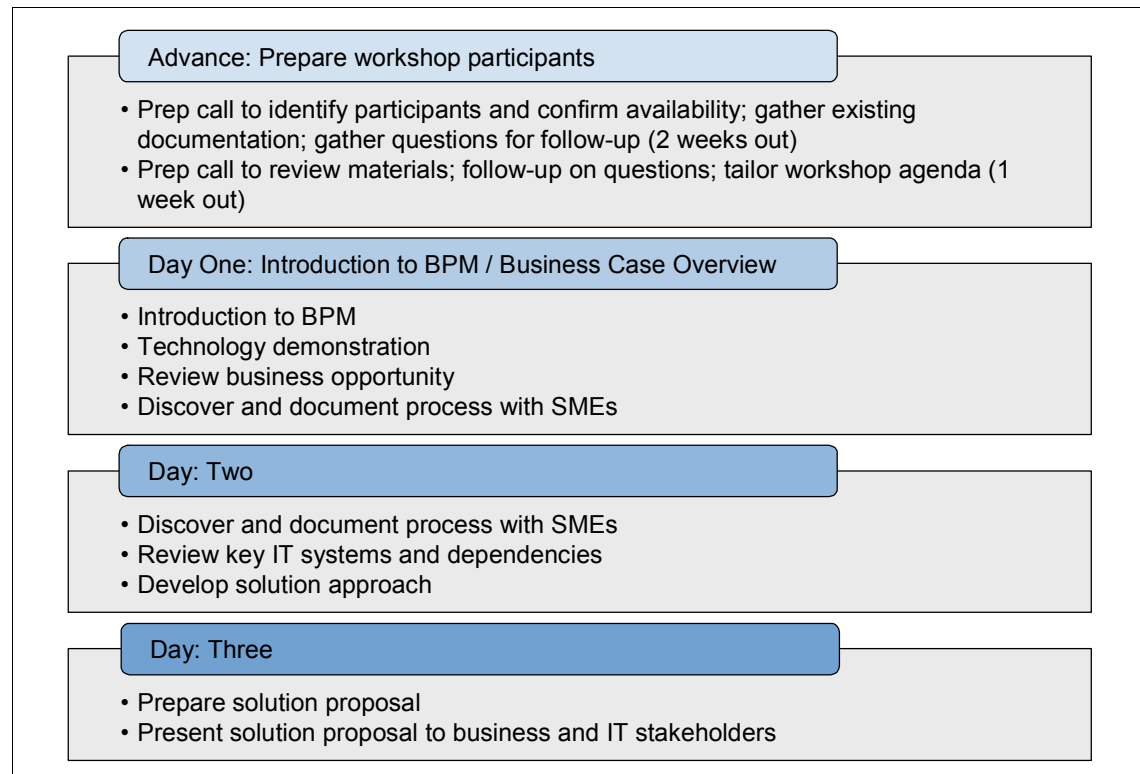 Advance: Prepare workshop participants
• Prep call to identify participants and confirm availability; gather existing
documentation; gather questions for follow-up (2 weeks out)
• Prep call to review materials; follow-up on questions; tailor workshop agenda (1
week out)
Day One: Introduction to BPM / Business Case Overview
• Introduction to BPM
• Technology demonstration
• Review business opportunity
• Discover and document process with SMEs
Day: Two
• Discover and document process with SMEs
• Review key IT systems and dependencies
• Develop solution approach
Day: Three
• Prepare solution proposal
• Present solution proposal to business and IT stakeholders